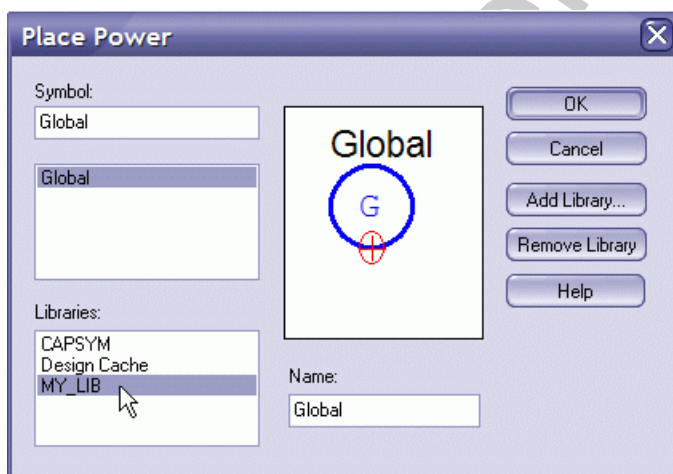 Place Power
Symbol:
Global
Global
Libraries:
CAPSYM
Design Cache
MY_LIB
Global
G
Name:
Global
OK
Cancel
Add Library...
Remove Library
Help